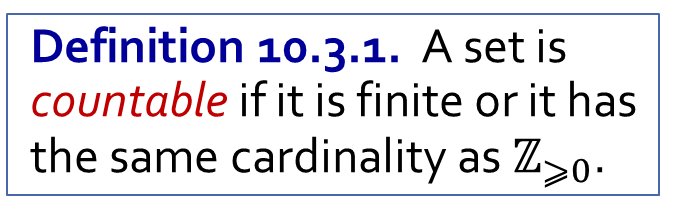 Definition 10.3.1. A set is
countable if it is finite or it has
the same cardinality as ℤ⩾0.